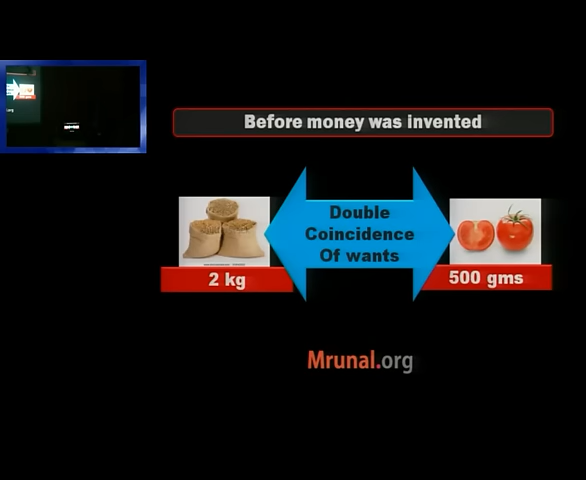 Before money was invented
Double
Coincidence
Of wants
2 kg
500 gms
Mrunal.org